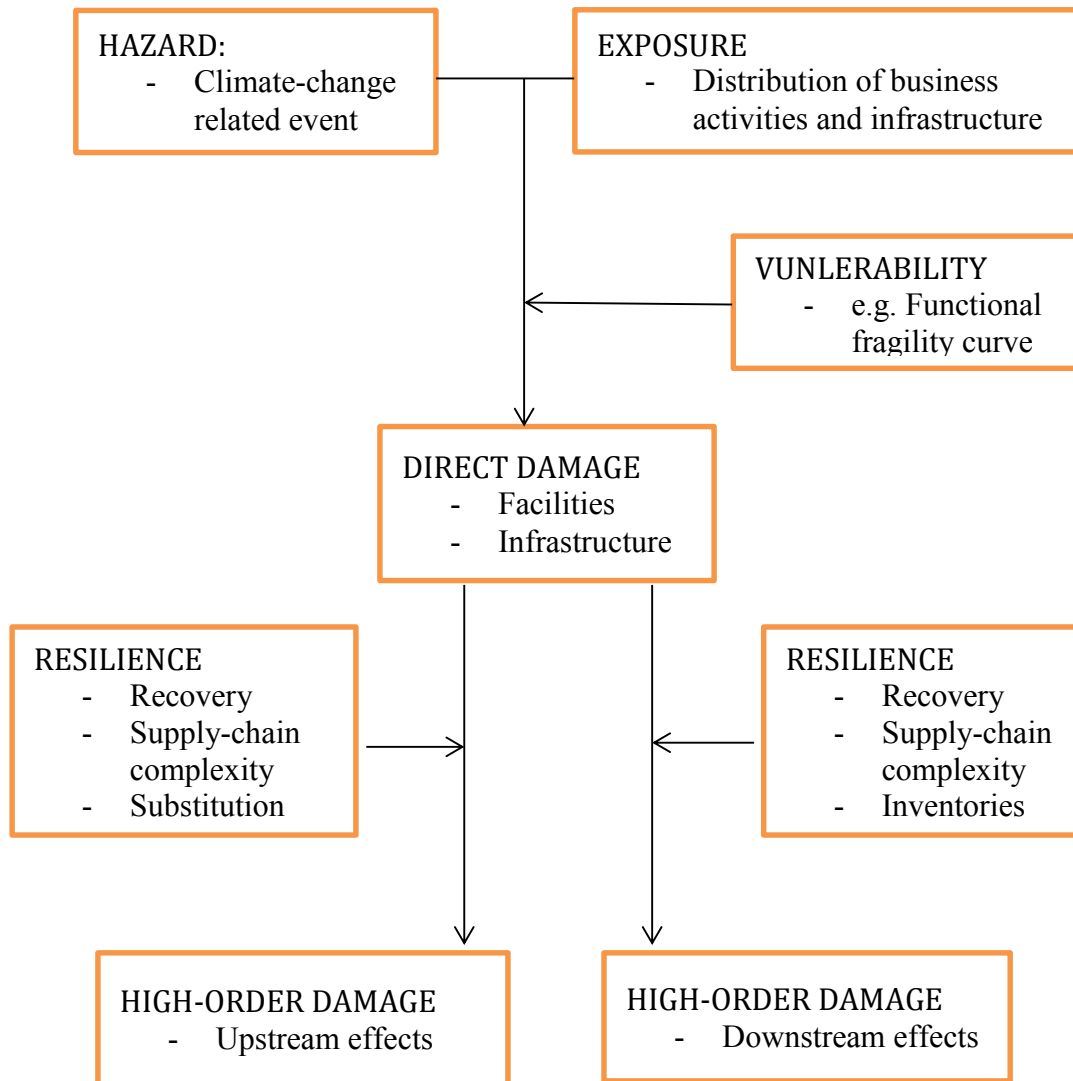 HAZARD:
- Climate-change
related event
EXPOSURE
- Distribution of business
activities and infrastructure
VUNLERABILITY
- e.g. Functional
fragility curve
DIRECT DAMAGE
- Facilities
- Infrastructure
RESILIENCE
- Recovery
- Supply-chain
complexity
- Substitution
RESILIENCE
- Recovery
- Supply-chain
complexity
- Inventories
HIGH-ORDER DAMAGE
- Upstream effects
HIGH-ORDER DAMAGE
- Downstream effects